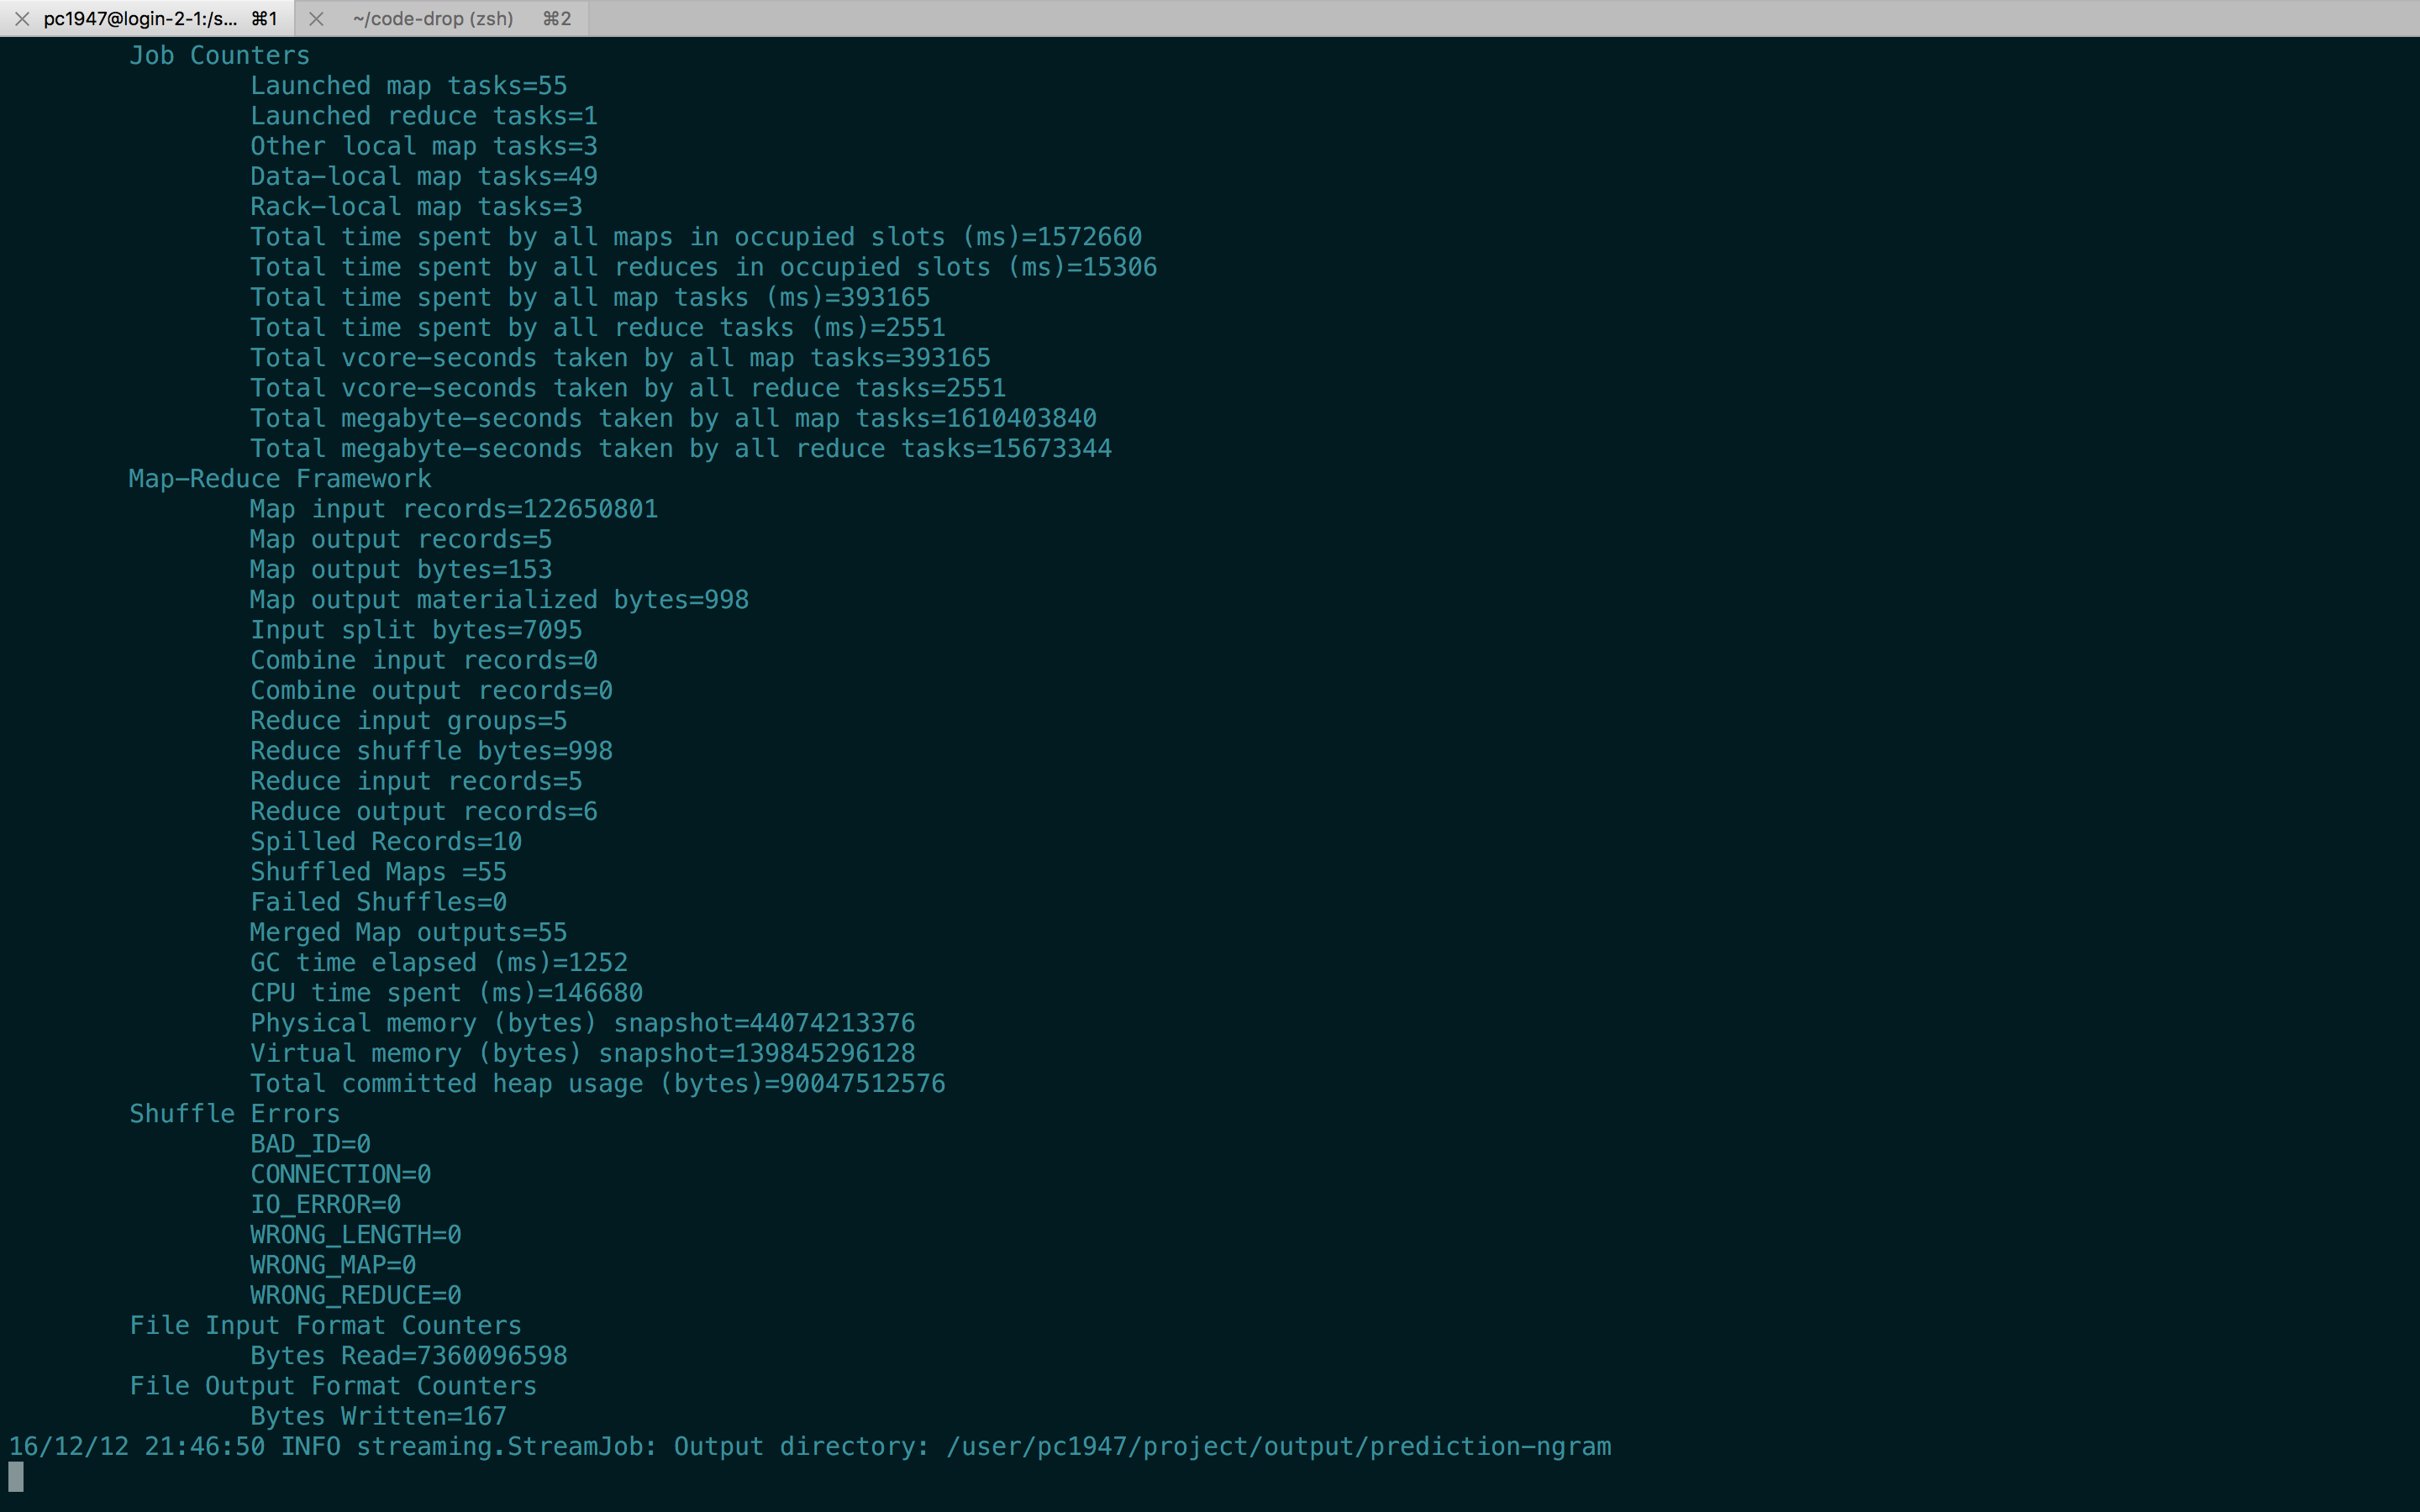 pc1947@login-2-1:/s... ⌘1 ~/code-drop (zsh) ⌘2
Job Counters
Launched map tasks=55
Launched reduce tasks=1
Other local map tasks=3
Data-local map tasks=49
Rack-local map tasks=3
Total time spent by all maps in occupied slots (ms)=1572660
Total time spent by all reduces in occupied slots (ms)=15306
Total time spent by all map tasks (ms)=393165
Total time spent by all reduce tasks (ms)=2551
Total vcore-seconds taken by all map tasks=393165
Total vcore-seconds taken by all reduce tasks=2551
Total megabyte-seconds taken by all map tasks=1610403840
Total megabyte-seconds taken by all reduce tasks=15673344
Map-Reduce Framework
Map input records=122650801
Map output records=5
Map output bytes=153
Map output materialized bytes=998
Input split bytes=7095
Combine input records=0
Combine output records=0
Reduce input groups=5
Reduce shuffle bytes=998
Reduce input records=5
Reduce output records=6
Spilled Records=10
Shuffled Maps =55
Failed Shuffles=0
Merged Map outputs=55
GC time elapsed (ms)=1252
CPU time spent (ms)=146680
Physical memory (bytes) snapshot=44074213376
Virtual memory (bytes) snapshot=139845296128
Total committed heap usage (bytes)=90047512576
Shuffle Errors
BAD_ID=0
CONNECTION=0
IO_ERROR=0
WRONG_LENGTH=0
WRONG_MAP=0
WRONG_REDUCE=0
File Input Format Counters
Bytes Read=7360096598
File Output Format Counters
Bytes Written=167
16/12/12 21:46:50 INFO streaming.StreamJob: Output directory: /user/pc1947/project/output/prediction-ngram